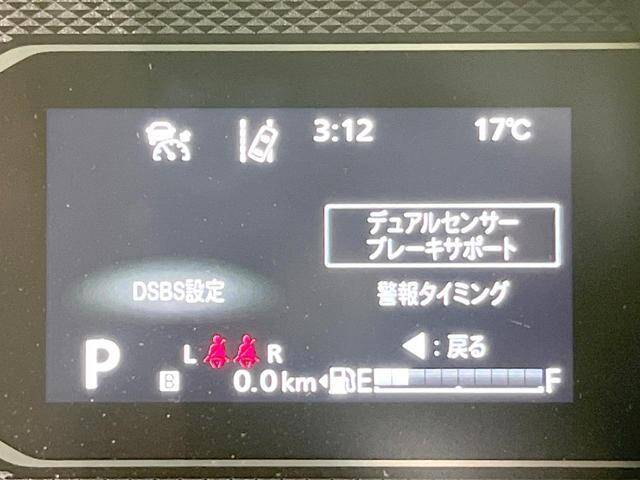 3:12 17℃
デュアルセンサー
ブレーキサポート
DSBS設定 警報タイミング
◀:戻る
P L R
B 0.0km E F